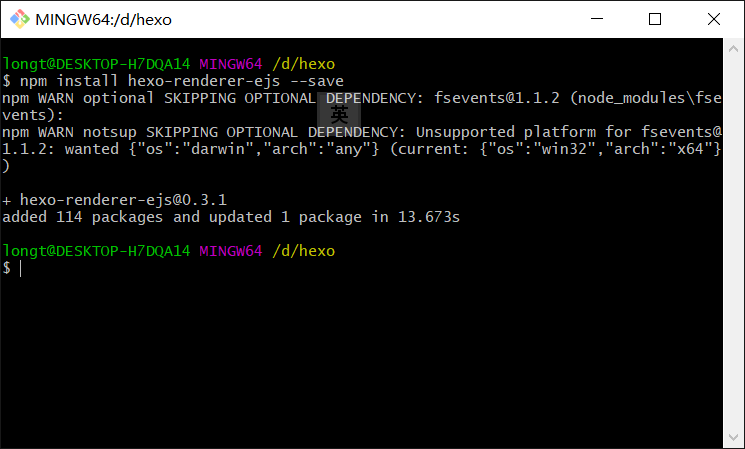 MINGW64:/d/hexo
longt@DESKTOP-H7DQA14 MINGW64 /d/hexo
$ npm install hexo-renderer-ejs --save
npm WARN optional SKIPPING OPTIONAL DEPENDENCY: fsevents@1.1.2 (node_modules\fse
vents):
英
npm WARN notsup SKIPPING OPTIONAL DEPENDENCY: Unsupported platform for fsevents@
1.1.2: wanted {"os":"darwin","arch":"any"} (current: {"os":"win32","arch":"x64"}
)
+ hexo-renderer-ejs@0.3.1
added 114 packages and updated 1 package in 13.673s
longt@DESKTOP-H7DQA14 MINGW64 /d/hexo
$